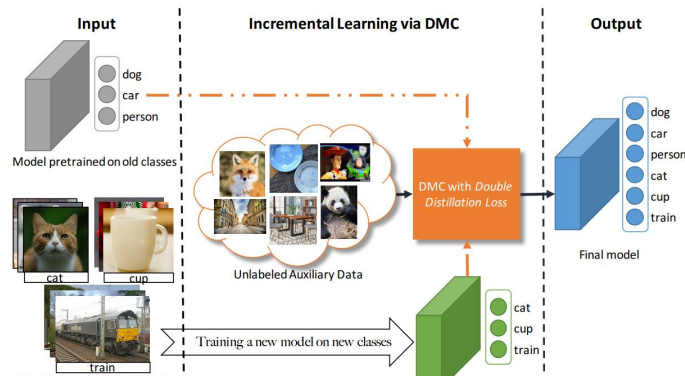 Input
Incremental Learning via DMC
Output
dog
car
person
Model pretrained on old classes
cat
cup
train
Unlabeled Auxiliary Data
DMC with Double
Distillation Loss
Training a new model on new classes
cat
cup
train
dog
car
person
cat
cup
train
Final model